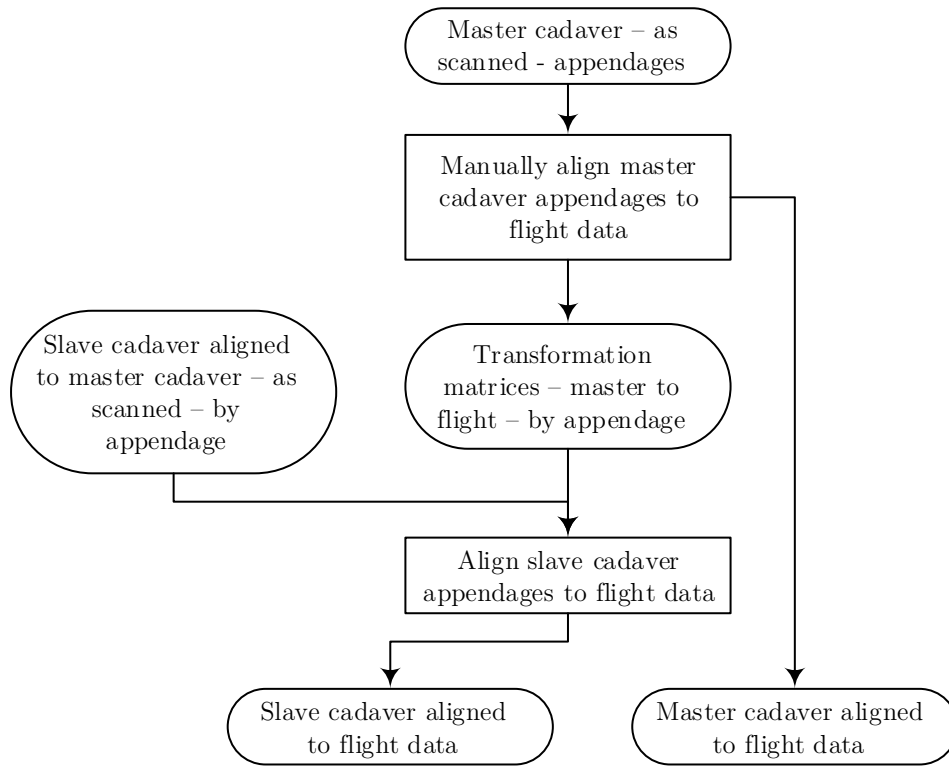 Master cadaver – as
scanned - appendages
Manually align master
cadaver appendages to
flight data
Slave cadaver aligned
to master cadaver – as
scanned – by
appendage
Transformation
matrices – master to
flight – by appendage
Align slave cadaver
appendages to flight data
Slave cadaver aligned
to flight data
Master cadaver aligned
to flight data